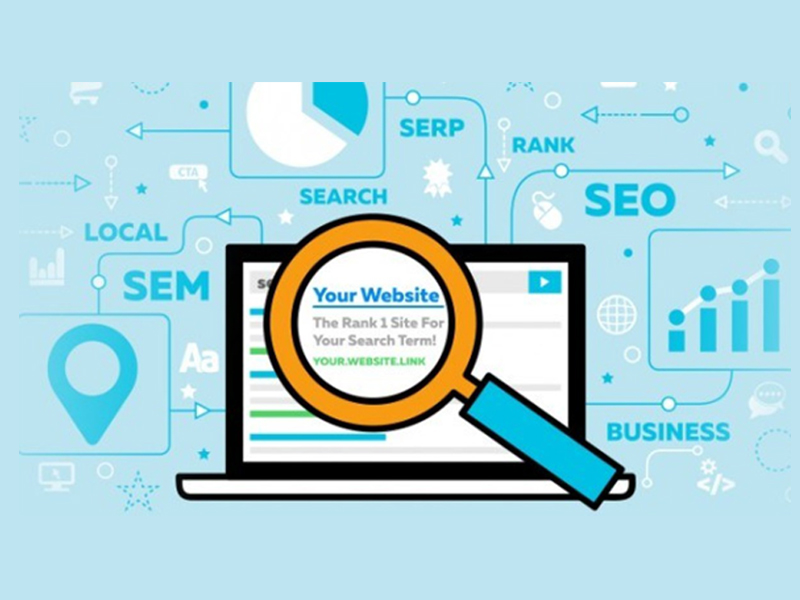 SERP
RANK
CTA
SEARCH
SEO
LOCAL
SEM
Your Website
The Rank 1 Site For
Your Search Term!
YOUR.WEBSITE.LINK
Aa
BUSINESS
</>